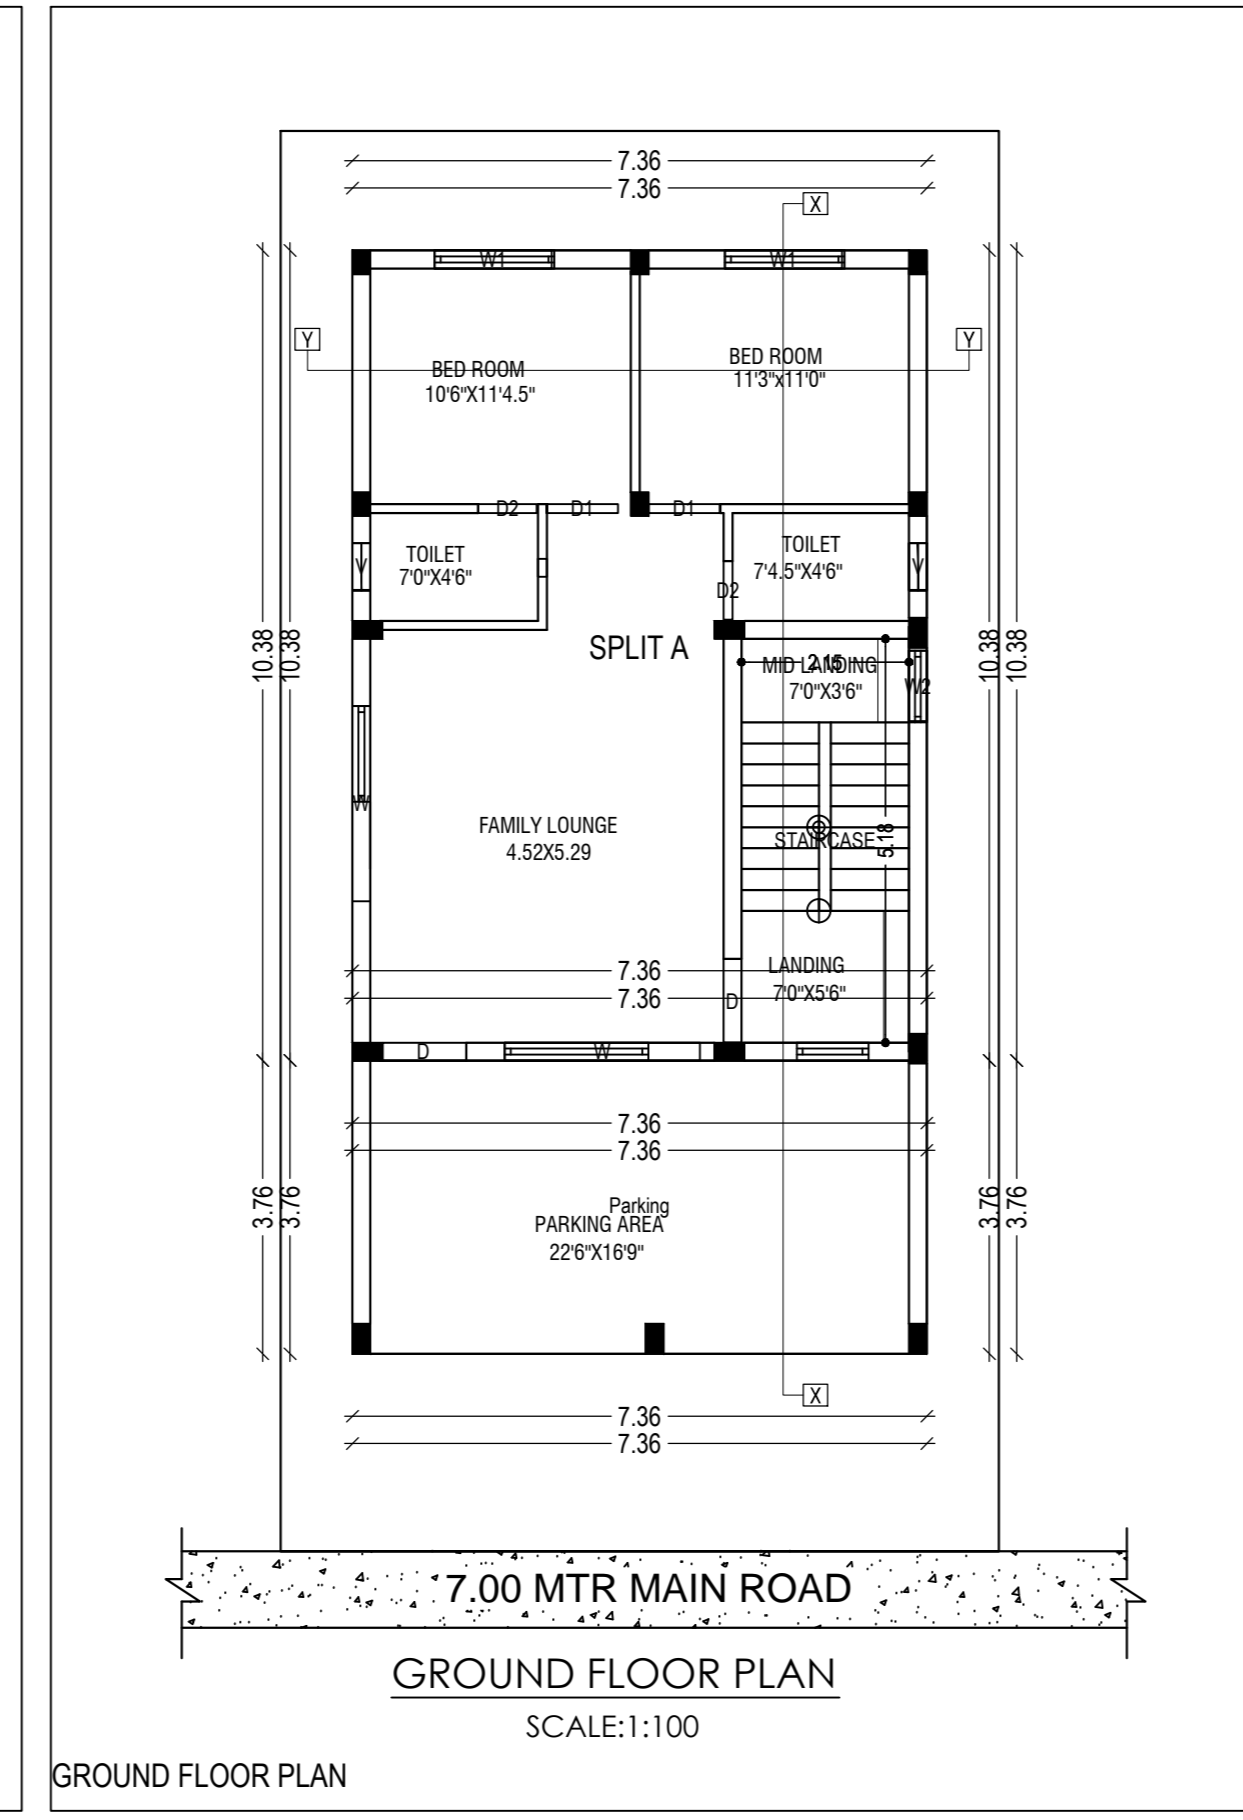 7.36
7.36
X
W1
W1
Y
Y
BED ROOM
10'6"X11'4.5"
BED ROOM
11'3"x11'0"
D2
D1
D1
TOILET
7'0"X4'6"
TOILET
7'4.5"X4'6"
V
V
D2
SPLIT A
10.38
10.38
10.38
10.38
MID LANDING
2.15
7'0"X3'6"
W2
W
FAMILY LOUNGE
4.52X5.29
STAIRCASE
5.18
LANDING
7'0"X5'6"
7.36
7.36
D
D
W
7.36
7.36
3.76
3.76
3.76
3.76
Parking
PARKING AREA
22'6"X16'9"
X
7.36
7.36
7.00 MTR MAIN ROAD
GROUND FLOOR PLAN
SCALE:1:100
GROUND FLOOR PLAN